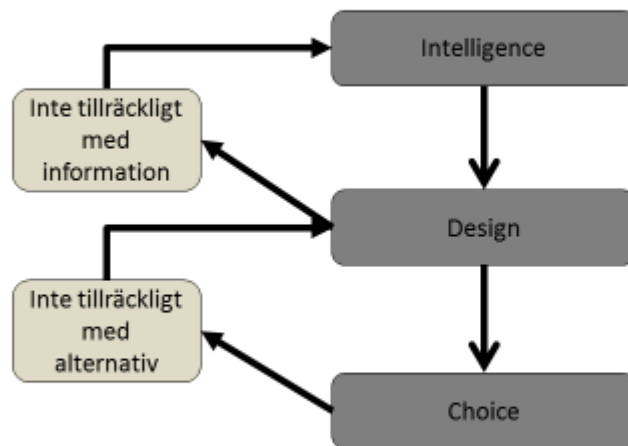 Intelligence
Inte tillräckligt
med
information
Design
Inte tillräckligt
med
alternativ
Choice